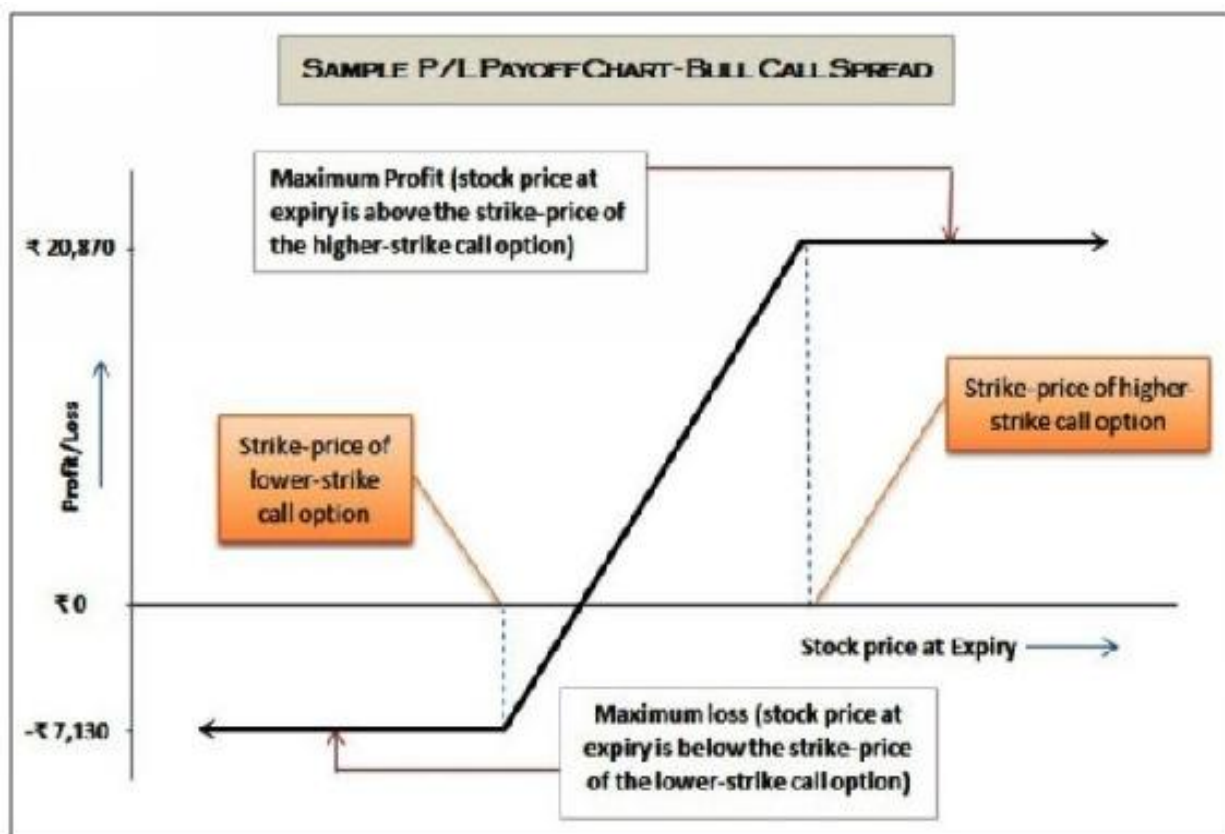 SAMPLE P/L PAYOFF CHART-BULL CALL SPREAD
Maximum Profit (stock price at
expiry is above the strike-price of
the higher-strike call option)
₹ 20,870
Profit/Loss
Strike-price of higher-
strike call option
Strike-price of
lower-strike
call option
₹ 0
Stock price at Expiry
-₹ 7,130
Maximum loss (stock price at
expiry is below the strike-price
of the lower-strike call option)